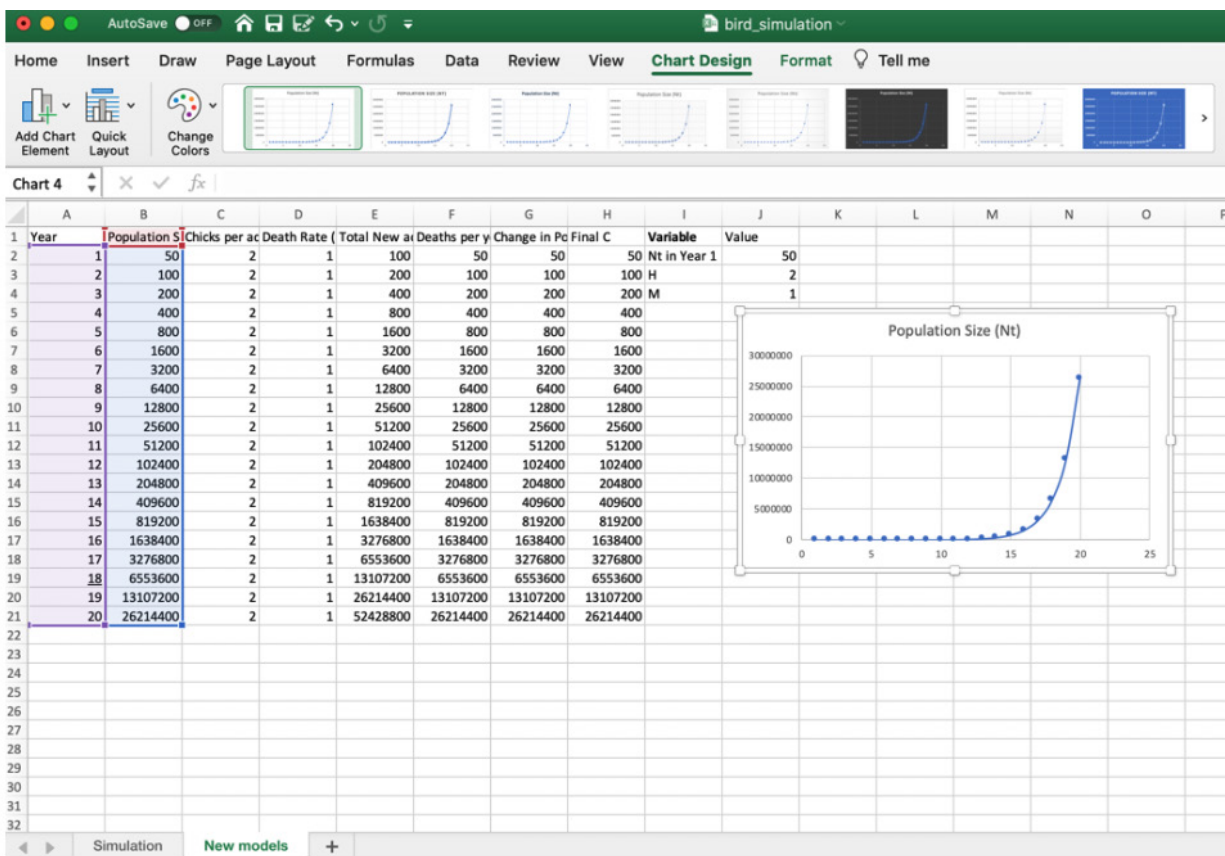 AutoSave OFF bird_simulation
Home Insert Draw Page Layout Formulas Data Review View Chart Design Format Tell me
Add Chart Element Quick Layout Change Colors
Chart 4 fx
A B C D E F G H I J K L M N O P
1 Year Population S Chicks per ad Death Rate ( Total New ad Deaths per y Change in Po Final C Variable Value
2 1 50 2 1 100 50 50 50 Nt in Year 1 50
3 2 100 2 1 200 100 100 100 H 2
4 3 200 2 1 400 200 200 200 M 1
5 4 400 2 1 800 400 400 400
6 5 800 2 1 1600 800 800 800
7 6 1600 2 1 3200 1600 1600 1600
8 7 3200 2 1 6400 3200 3200 3200
9 8 6400 2 1 12800 6400 6400 6400
10 9 12800 2 1 25600 12800 12800 12800
11 10 25600 2 1 51200 25600 25600 25600
12 11 51200 2 1 102400 51200 51200 51200
13 12 102400 2 1 204800 102400 102400 102400
14 13 204800 2 1 409600 204800 204800 204800
15 14 409600 2 1 819200 409600 409600 409600
16 15 819200 2 1 1638400 819200 819200 819200
17 16 1638400 2 1 3276800 1638400 1638400 1638400
18 17 3276800 2 1 6553600 3276800 3276800 3276800
19 18 6553600 2 1 13107200 6553600 6553600 6553600
20 19 13107200 2 1 26214400 13107200 13107200 13107200
21 20 26214400 2 1 52428800 26214400 26214400 26214400
22
23
24
25
26
27
28
29
30
31
32
Population Size (Nt)
30000000
25000000
20000000
15000000
10000000
5000000
0
0 5 10 15 20 25
Simulation New models +